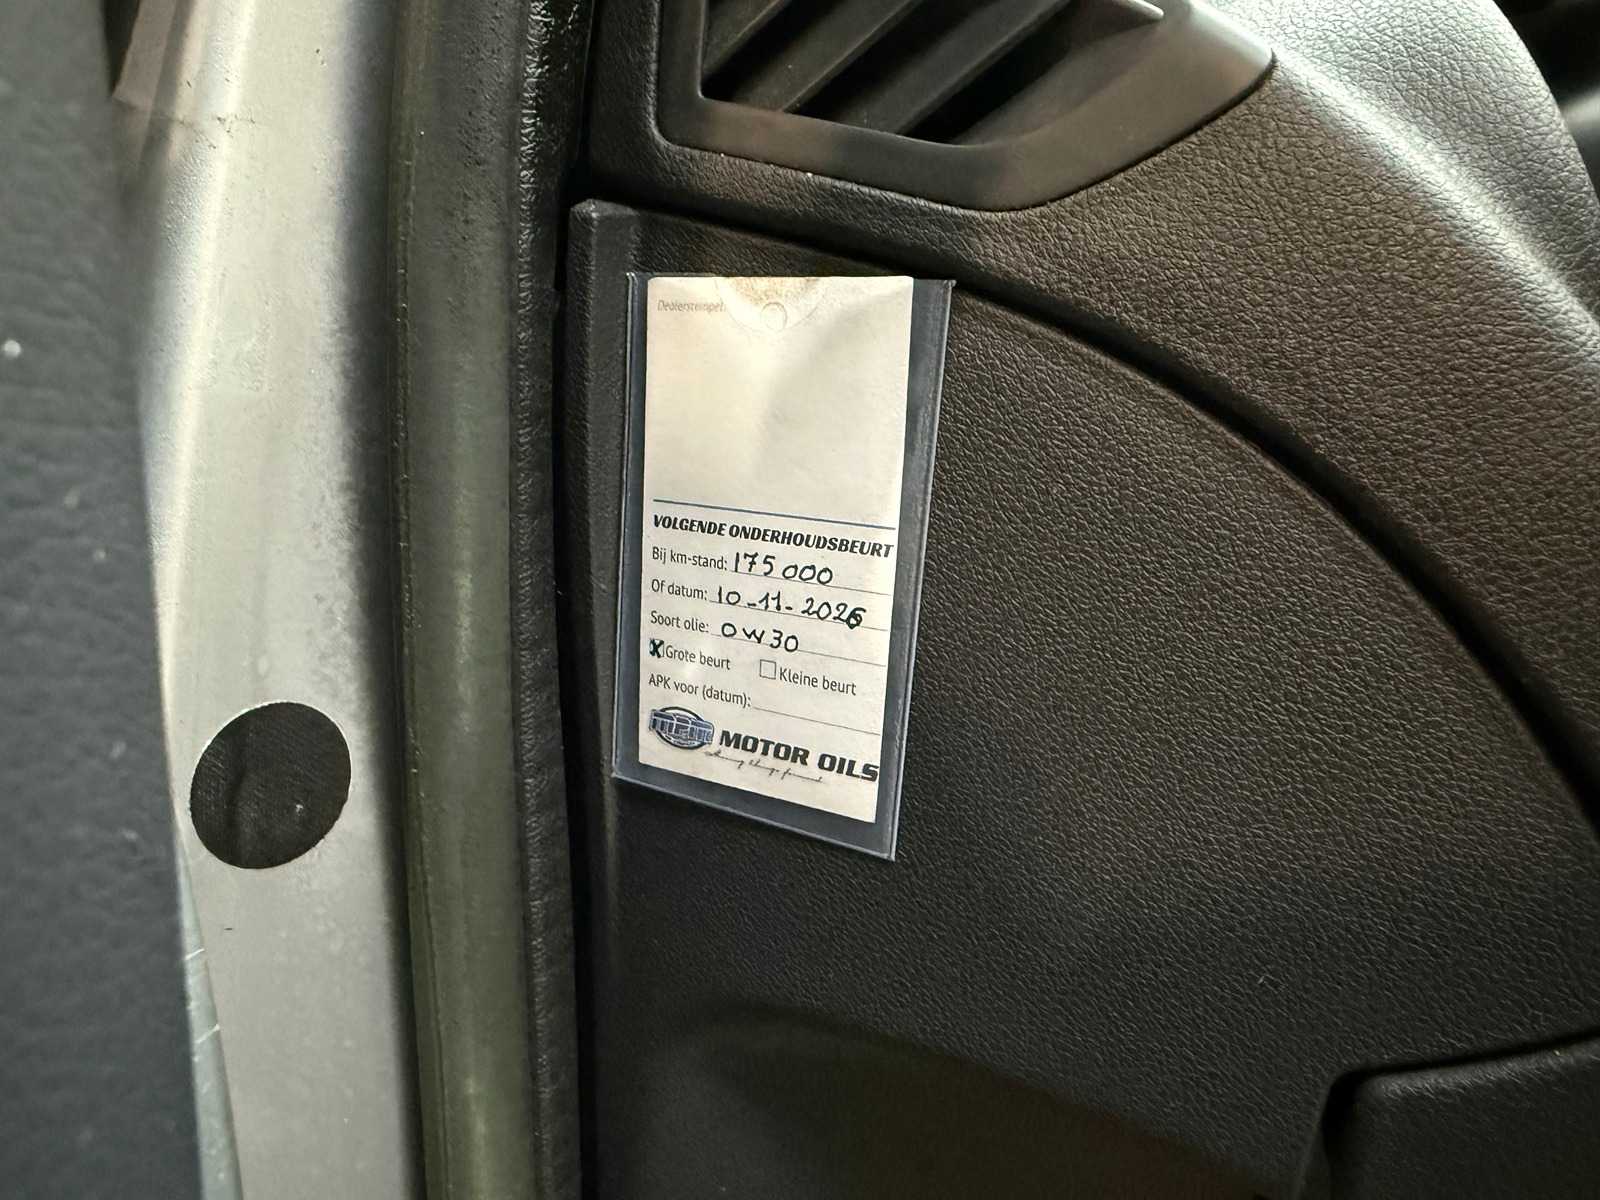 Dealerstempel:
VOLGENDE ONDERHOUDSBEURT
Bij km-stand: 175 000
Of datum: 10-11-2026
Soort olie: 0W30
Grote beurt Kleine beurt
APK voor (datum):
MPM MOTOR OILS